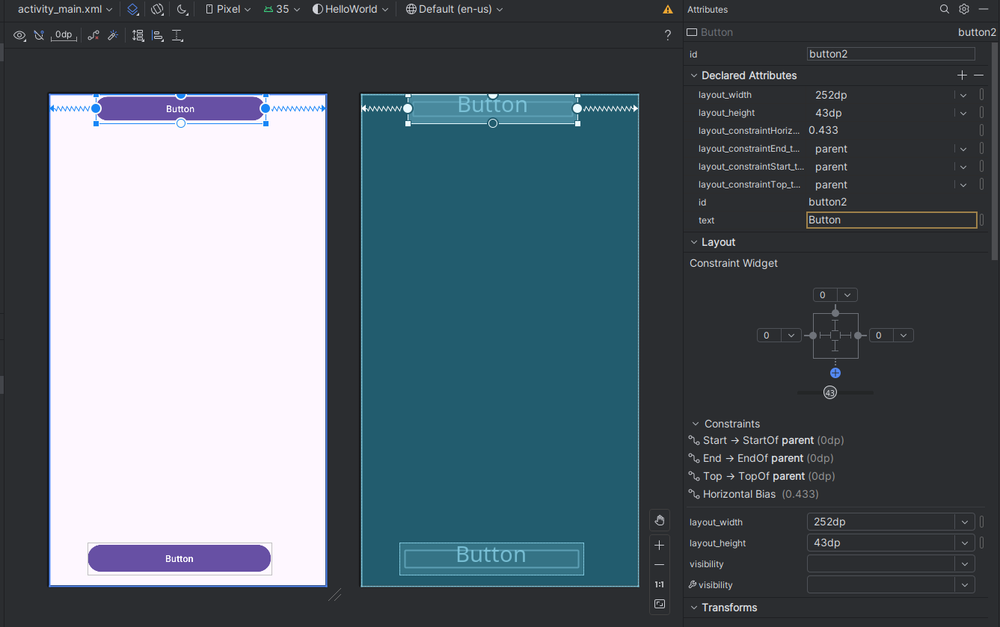 activity_main.xml Pixel 35 HelloWorld Default (en-us)
0dp ?
Button
Button
Button
Button
1:1
Attributes
Button button2
id button2
Declared Attributes
layout_width 252dp
layout_height 43dp
layout_constraintHoriz... 0.433
layout_constraintEnd_t... parent
layout_constraintStart_t... parent
layout_constraintTop_t... parent
id button2
text Button
Layout
Constraint Widget
0
0 0
43
Constraints
Start → StartOf parent (0dp)
End → EndOf parent (0dp)
Top → TopOf parent (0dp)
Horizontal Bias (0.433)
layout_width 252dp
layout_height 43dp
visibility
visibility
Transforms